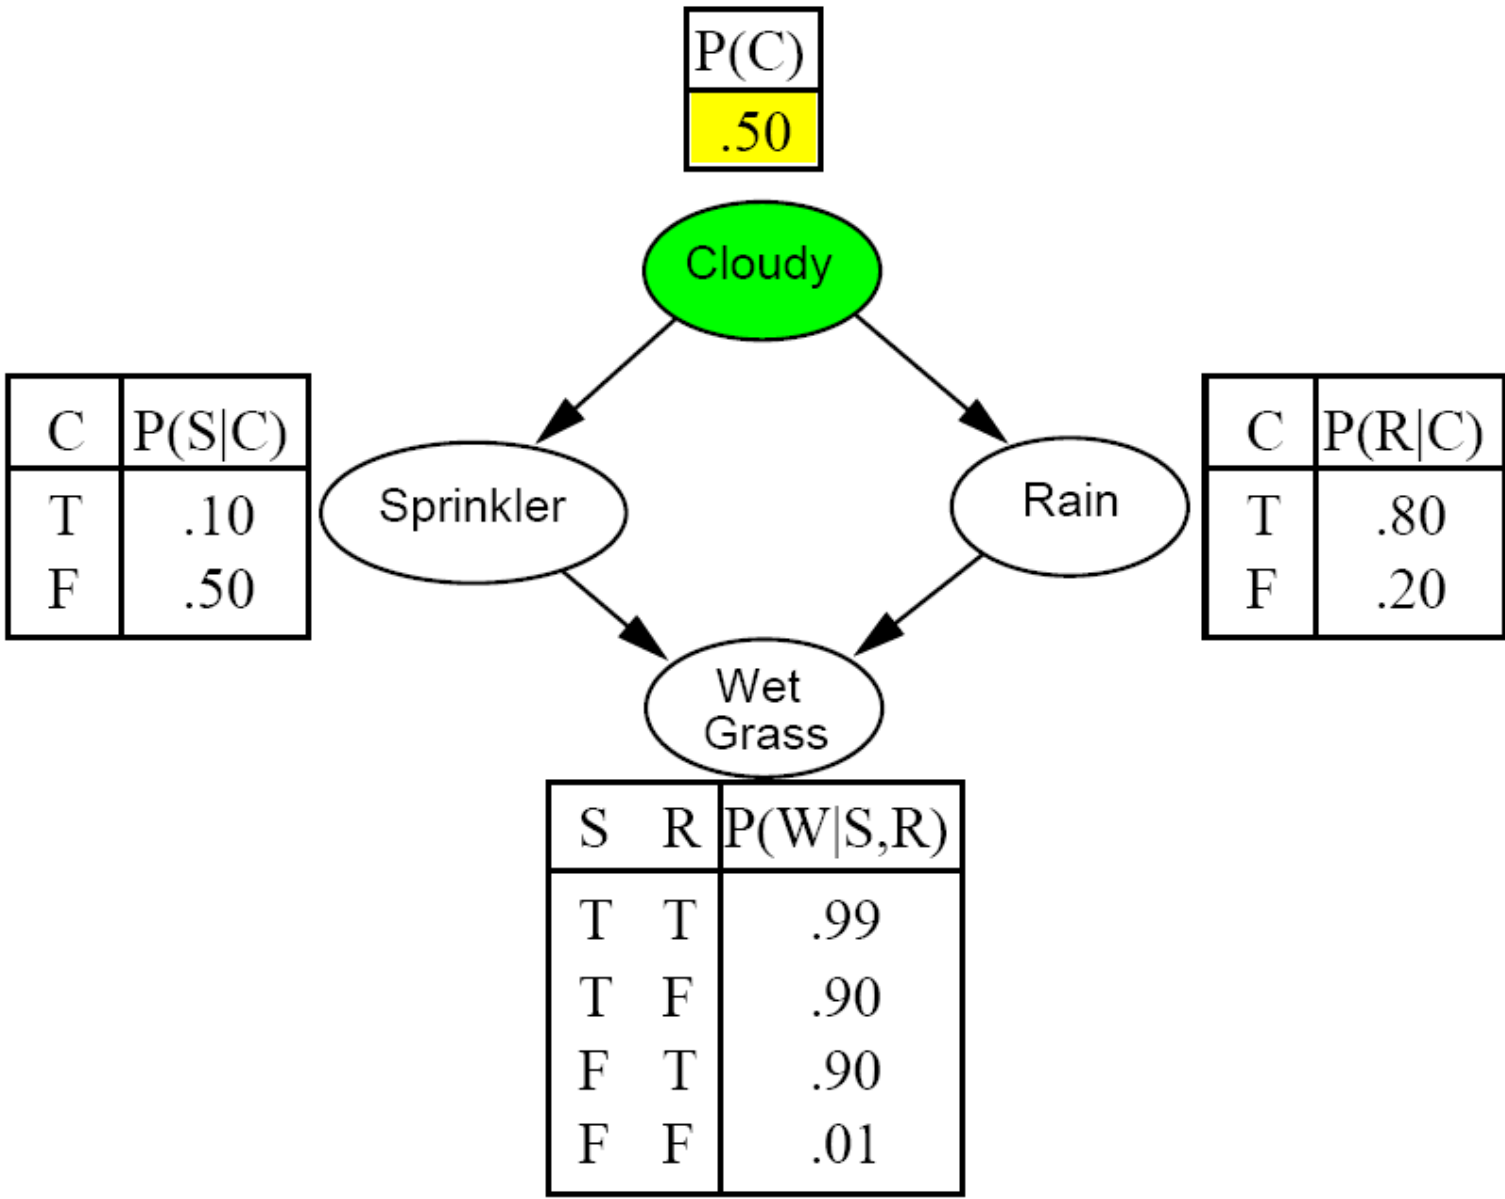 P(C)
.50
Cloudy
C P(S|C)
T .10
F .50
Sprinkler
Rain
C P(R|C)
T .80
F .20
Wet
Grass
S R P(W|S,R)
T T .99
T F .90
F T .90
F F .01